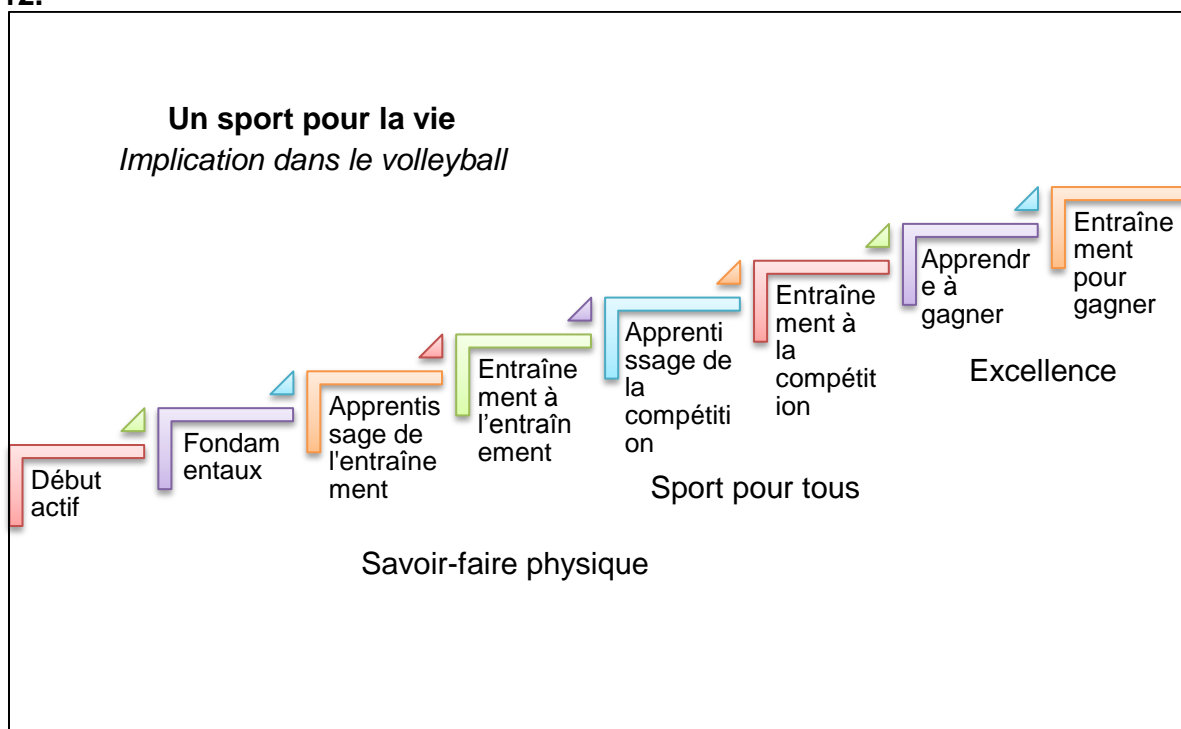 Un sport pour la vie
Implication dans le volleyball
Début
actif
Fondam
entaux
Apprentis
sage de
l'entraîne
ment
Entraîne
ment à
l'entraîn
ement
Apprenti
ssage de
la
compétiti
on
Entraîne
ment à
la
compétit
ion
Apprendr
e à
gagner
Entraîne
ment
pour
gagner
Savoir-faire physique
Sport pour tous
Excellence